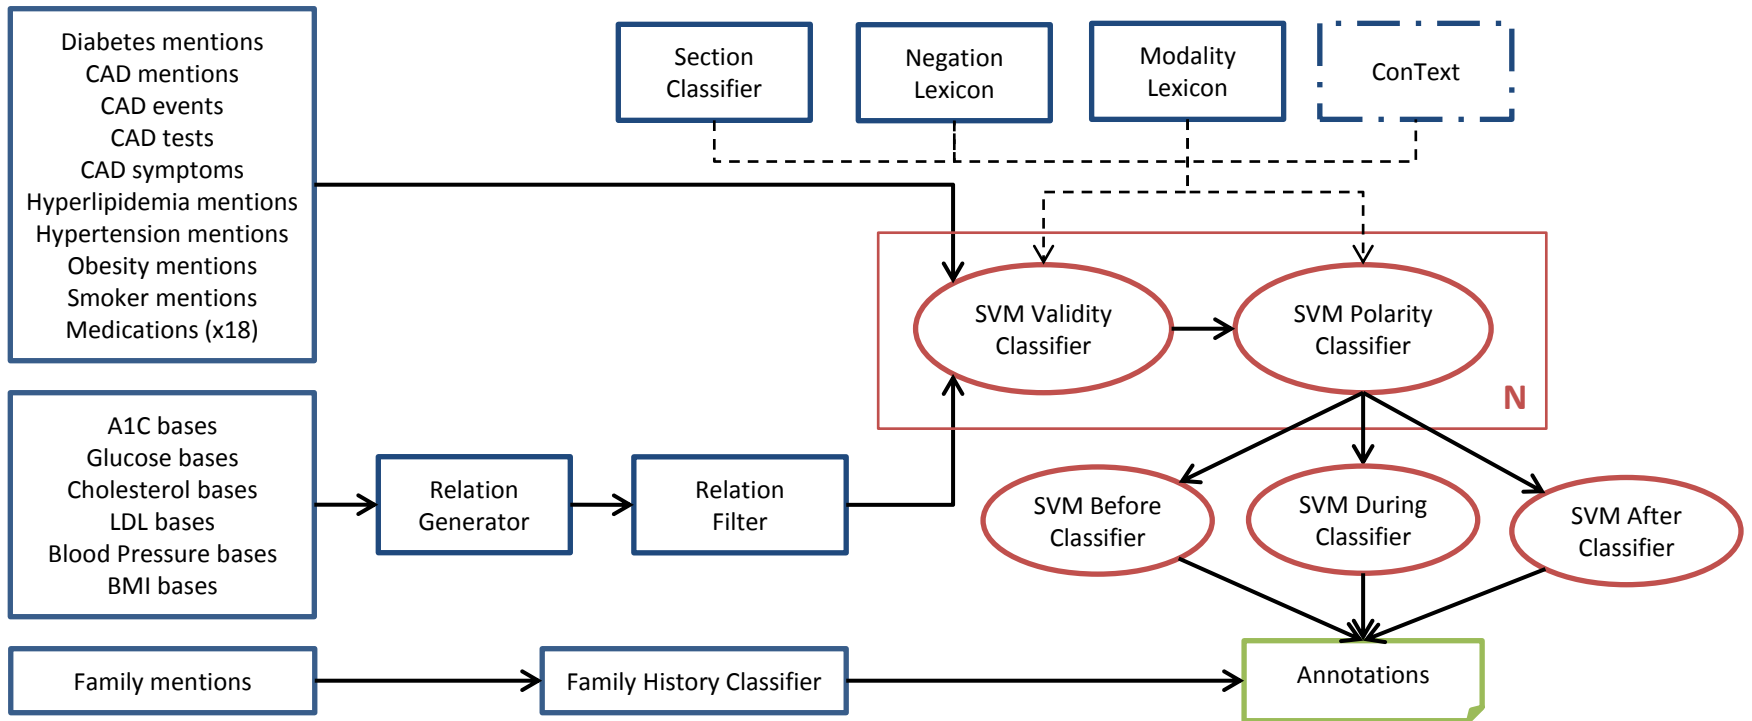 Diabetes mentions
CAD mentions
CAD events
CAD tests
CAD symptoms
Hyperlipidemia mentions
Hypertension mentions
Obesity mentions
Smoker mentions
Medications (x18)
Section
Classifier
Negation
Lexicon
Modality
Lexicon
ConText
SVM Validity
Classifier
SVM Polarity
Classifier
N
A1C bases
Glucose bases
Cholesterol bases
LDL bases
Blood Pressure bases
BMI bases
Relation
Generator
Relation
Filter
SVM Before
Classifier
SVM During
Classifier
SVM After
Classifier
Family mentions
Family History Classifier
Annotations